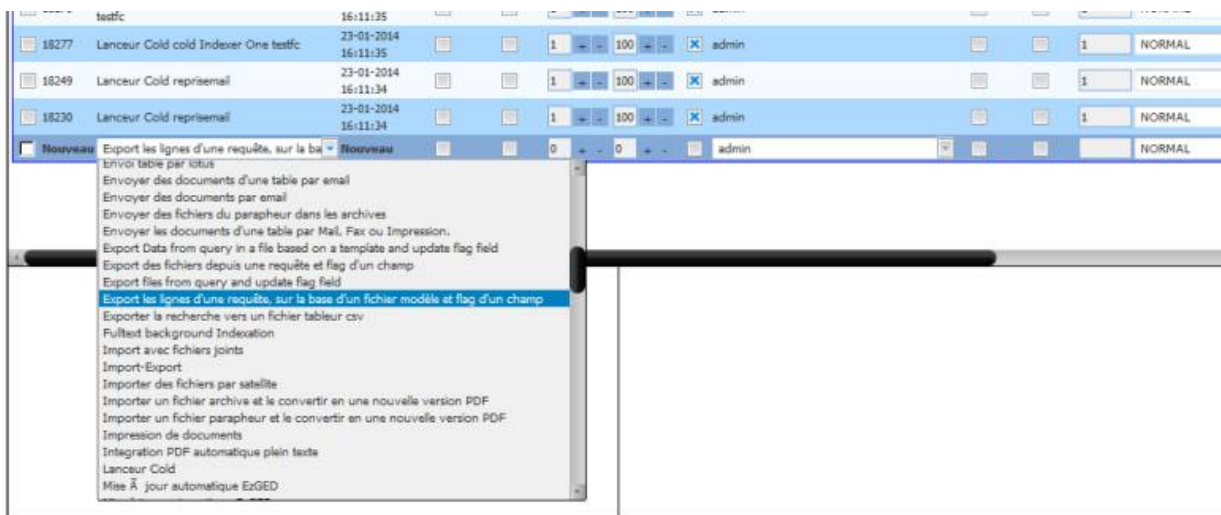 testfc 16:11:35
18277 Lanceur Cold cold Indexer One testfc 23-01-2014 16:11:35 1 + - 100 + - admin 1 NORMAL
18249 Lanceur Cold reprisemail 23-01-2014 16:11:34 1 + - 100 + - admin 1 NORMAL
18230 Lanceur Cold reprisemail 23-01-2014 16:11:34 1 + - 100 + - admin 1 NORMAL
Nouveau Export les lignes d'une requête, sur la ba Nouveau 0 + - 0 + - admin NORMAL
Envoi table par lotus
Envoyer des documents d'une table par email
Envoyer des documents par email
Envoyer des fichiers du parapheur dans les archives
Envoyer les documents d'une table par Mail, Fax ou Impression.
Export Data from query in a file based on a template and update flag field
Export des fichiers depuis une requête et flag d'un champ
Export files from query and update flag field
Export les lignes d'une requête, sur la base d'un fichier modèle et flag d'un champ
Exporter la recherche vers un fichier tableur csv
Fulltext background Indexation
Import avec fichiers joints
Import-Export
Importer des fichiers par satellite
Importer un fichier archive et le convertir en une nouvelle version PDF
Importer un fichier parapheur et le convertir en une nouvelle version PDF
Impression de documents
Integration PDF automatique plein texte
Lanceur Cold
Mise Ã jour automatique EzGED